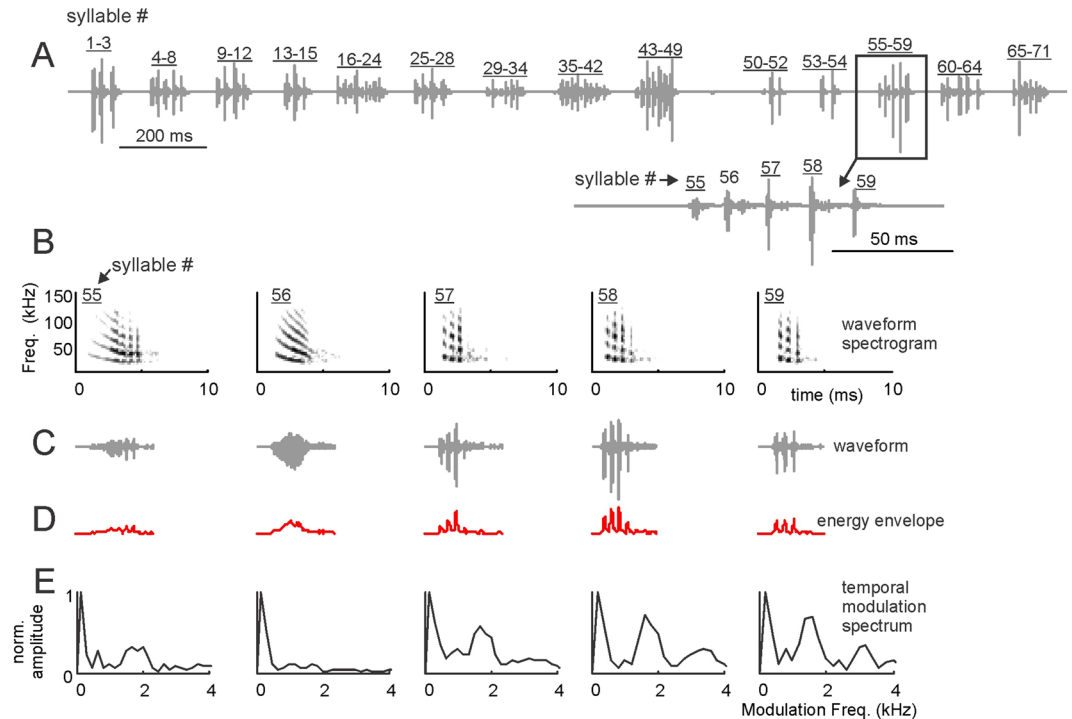 syllable #
A
1-3 4-8 9-12 13-15 16-24 25-28 29-34 35-42 43-49 50-52 53-54 55-59 60-64 65-71
200 ms
syllable # 55 56 57 58 59
50 ms
B
syllable #
Freq. (kHz)
150
100
50
55 56 57 58 59
waveform
spectrogram
0 10 0 10 0 10 0 10 0 10
time (ms)
C
waveform
D
energy envelope
E
temporal
modulation
spectrum
norm.
amplitude
1
0
0 2 4 0 2 4 0 2 4 0 2 4 0 2 4
Modulation Freq. (kHz)